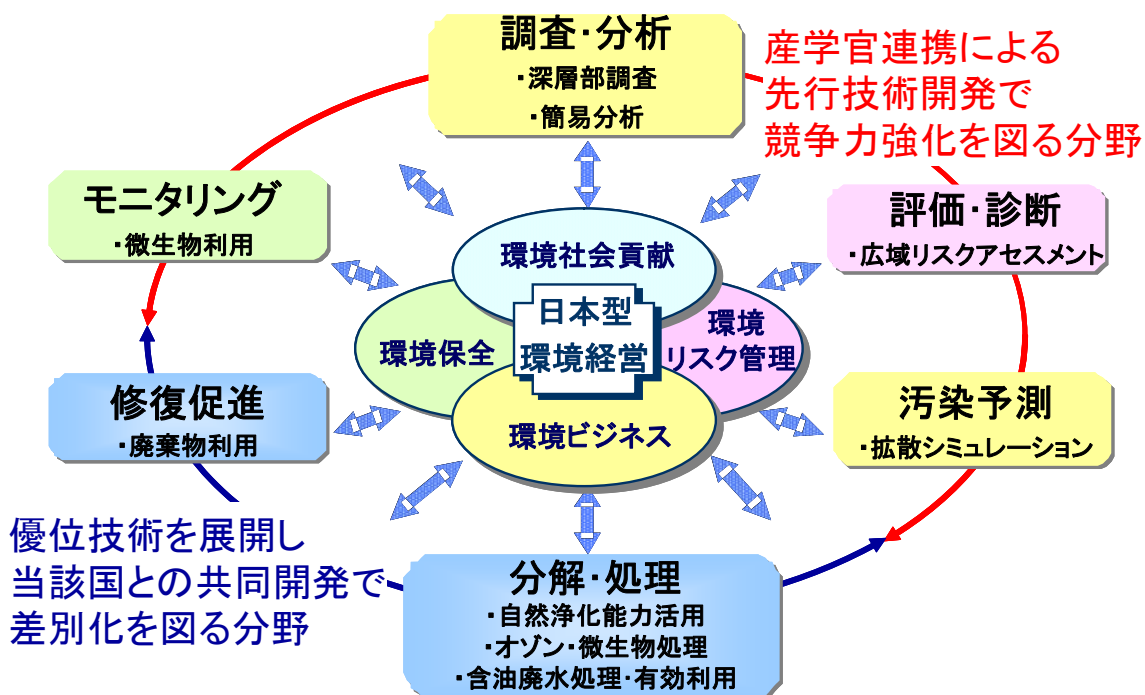 調査・分析
・深層部調査
・簡易分析
産学官連携による
先行技術開発で
競争力強化を図る分野
モニタリング
・微生物利用
評価・診断
・広域リスクアセスメント
環境社会貢献
日本型
環境経営
環境保全
環境
リスク管理
環境ビジネス
修復促進
・廃棄物利用
汚染予測
・拡散シミュレーション
優位技術を展開し
当該国との共同開発で
差別化を図る分野
分解・処理
・自然浄化能力活用
・オゾン・微生物処理
・含油廃水処理・有効利用